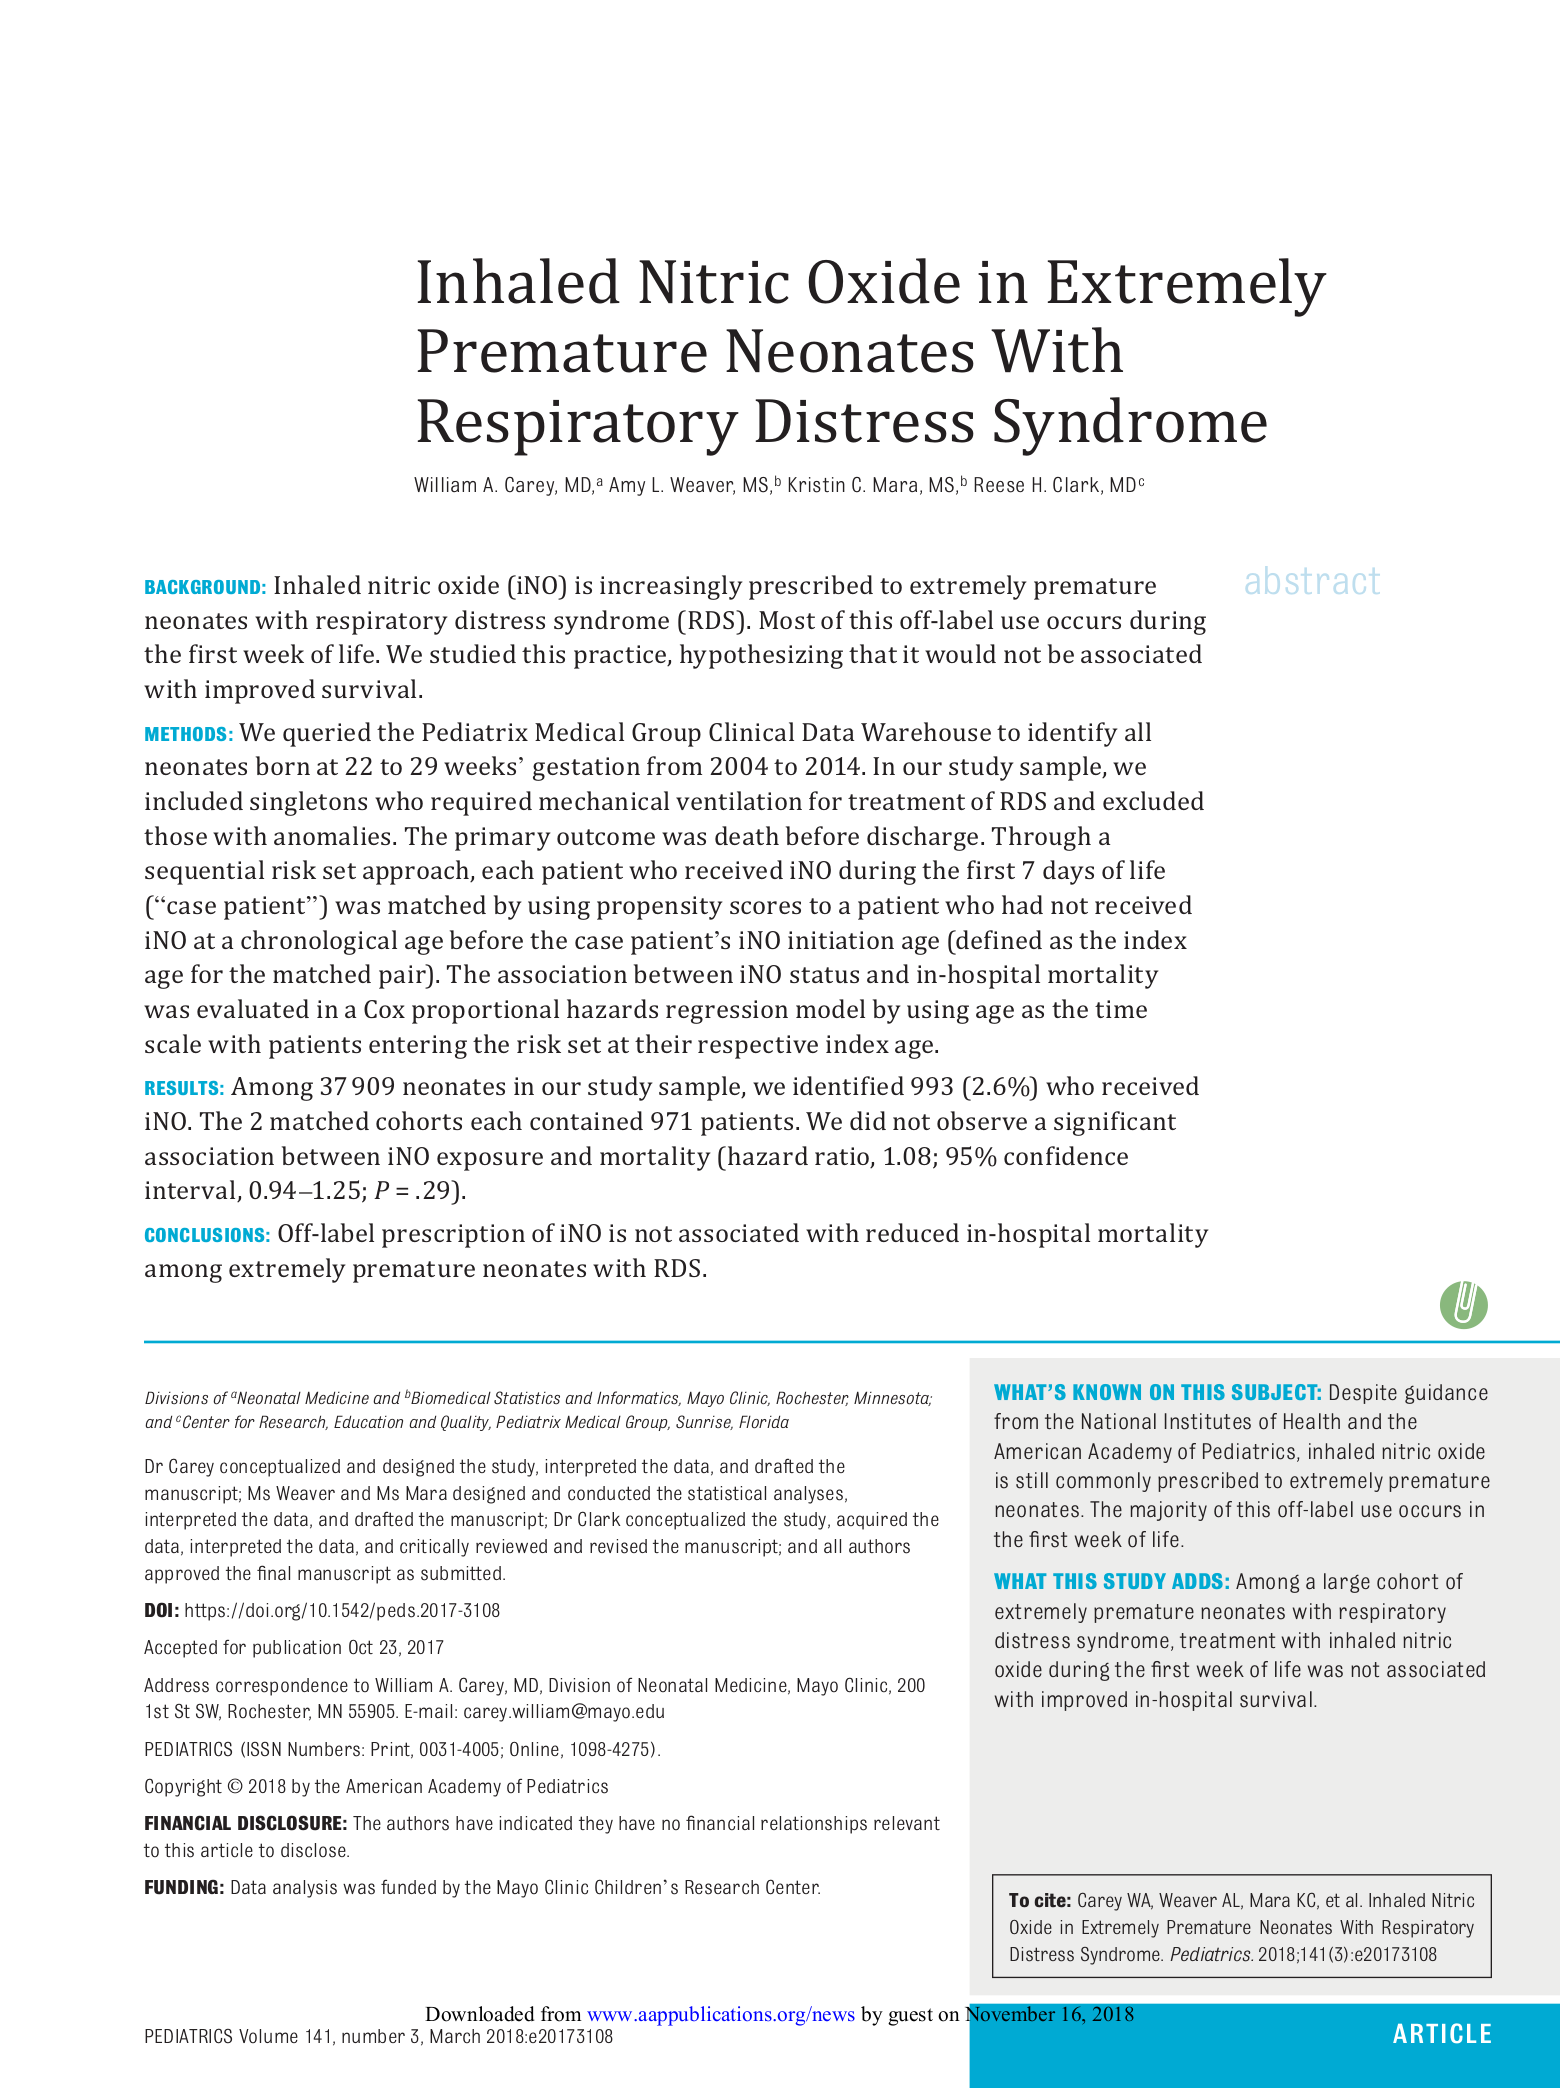 Inhaled Nitric Oxide in Extremely
Premature Neonates With
Respiratory Distress Syndrome
William A. Carey, MD,ᵃ Amy L. Weaver, MS,ᵇ Kristin C. Mara, MS,ᵇ Reese H. Clark, MDᶜ
abstract
BACKGROUND: Inhaled nitric oxide (iNO) is increasingly prescribed to extremely premature
neonates with respiratory distress syndrome (RDS). Most of this off-label use occurs during
the first week of life. We studied this practice, hypothesizing that it would not be associated
with improved survival.
METHODS: We queried the Pediatrix Medical Group Clinical Data Warehouse to identify all
neonates born at 22 to 29 weeks’ gestation from 2004 to 2014. In our study sample, we
included singletons who required mechanical ventilation for treatment of RDS and excluded
those with anomalies. The primary outcome was death before discharge. Through a
sequential risk set approach, each patient who received iNO during the first 7 days of life
(“case patient”) was matched by using propensity scores to a patient who had not received
iNO at a chronological age before the case patient’s iNO initiation age (defined as the index
age for the matched pair). The association between iNO status and in-hospital mortality
was evaluated in a Cox proportional hazards regression model by using age as the time
scale with patients entering the risk set at their respective index age.
RESULTS: Among 37 909 neonates in our study sample, we identified 993 (2.6%) who received
iNO. The 2 matched cohorts each contained 971 patients. We did not observe a significant
association between iNO exposure and mortality (hazard ratio, 1.08; 95% confidence
interval, 0.94–1.25; P = .29).
CONCLUSIONS: Off-label prescription of iNO is not associated with reduced in-hospital mortality
among extremely premature neonates with RDS.
Divisions of ᵃNeonatal Medicine and ᵇBiomedical Statistics and Informatics, Mayo Clinic, Rochester, Minnesota;
and ᶜCenter for Research, Education and Quality, Pediatrix Medical Group, Sunrise, Florida
Dr Carey conceptualized and designed the study, interpreted the data, and drafted the
manuscript; Ms Weaver and Ms Mara designed and conducted the statistical analyses,
interpreted the data, and drafted the manuscript; Dr Clark conceptualized the study, acquired the
data, interpreted the data, and critically reviewed and revised the manuscript; and all authors
approved the final manuscript as submitted.
DOI: https://doi.org/10.1542/peds.2017-3108
Accepted for publication Oct 23, 2017
Address correspondence to William A. Carey, MD, Division of Neonatal Medicine, Mayo Clinic, 200
1st St SW, Rochester, MN 55905. E-mail: carey.william@mayo.edu
PEDIATRICS (ISSN Numbers: Print, 0031-4005; Online, 1098-4275).
Copyright © 2018 by the American Academy of Pediatrics
FINANCIAL DISCLOSURE: The authors have indicated they have no financial relationships relevant
to this article to disclose.
FUNDING: Data analysis was funded by the Mayo Clinic Children’s Research Center.
WHAT’S KNOWN ON THIS SUBJECT: Despite guidance
from the National Institutes of Health and the
American Academy of Pediatrics, inhaled nitric oxide
is still commonly prescribed to extremely premature
neonates. The majority of this off-label use occurs in
the first week of life.
WHAT THIS STUDY ADDS: Among a large cohort of
extremely premature neonates with respiratory
distress syndrome, treatment with inhaled nitric
oxide during the first week of life was not associated
with improved in-hospital survival.
To cite: Carey WA, Weaver AL, Mara KC, et al. Inhaled Nitric
Oxide in Extremely Premature Neonates With Respiratory
Distress Syndrome. Pediatrics. 2018;141(3):e20173108
Downloaded from www.aappublications.org/news by guest on November 16, 2018
PEDIATRICS Volume 141, number 3, March 2018:e20173108
ARTICLE